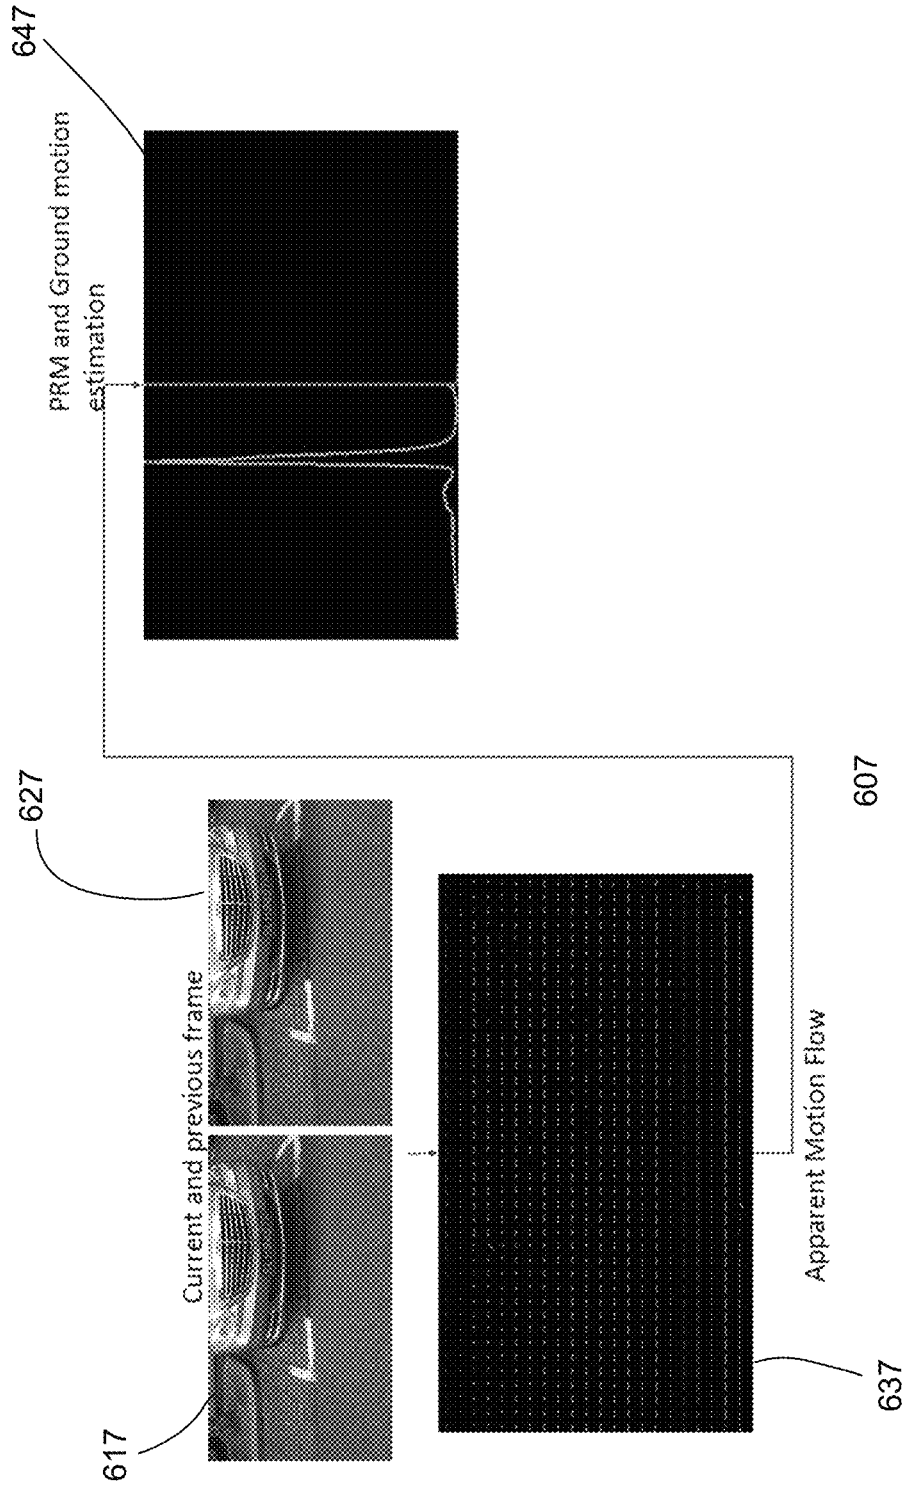 647
PRM and Ground motion
estimation
627
Current and previous frame
617
607
Apparent Motion Flow
637